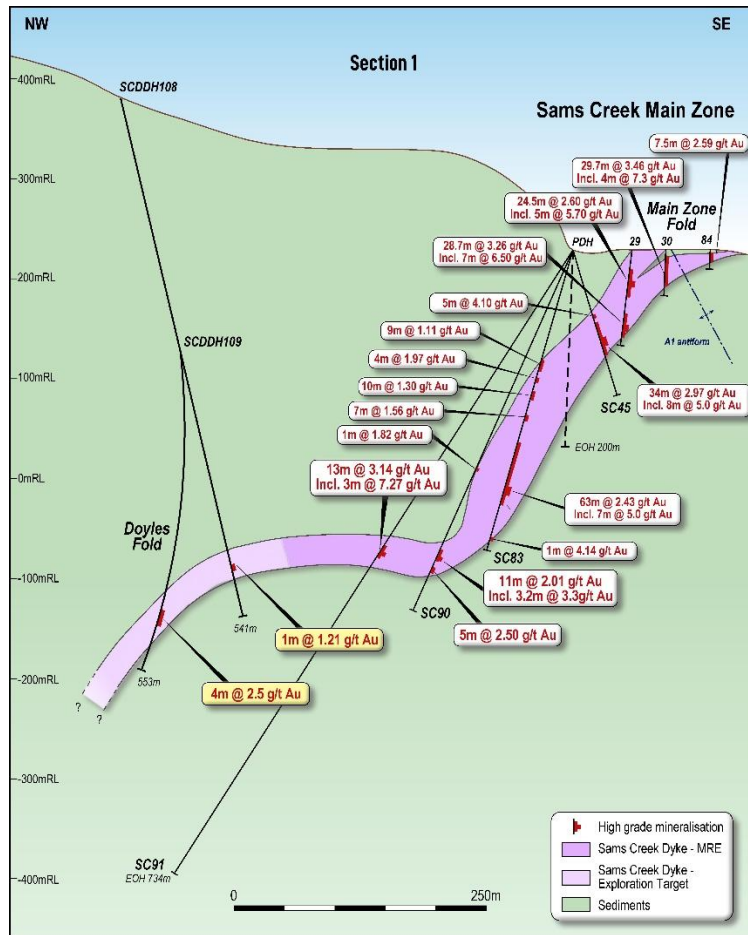 NW
SE
Section 1
400mRL
300mRL
200mRL
100mRL
0mRL
-100mRL
-200mRL
-300mRL
-400mRL
SCDDH108
Sams Creek Main Zone
7.5m @ 2.59 g/t Au
29.7m @ 3.46 g/t Au
Incl. 4m @ 7.3 g/t Au
24.5m @ 2.60 g/t Au
Incl. 5m @ 5.70 g/t Au
Main Zone
Fold
PDH
29
30
84
28.7m @ 3.26 g/t Au
Incl. 7m @ 6.50 g/t Au
5m @ 4.10 g/t Au
9m @ 1.11 g/t Au
SCDDH109
4m @ 1.97 g/t Au
A1 antiform
10m @ 1.30 g/t Au
34m @ 2.97 g/t Au
Incl. 8m @ 5.0 g/t Au
SC45
7m @ 1.56 g/t Au
1m @ 1.82 g/t Au
EOH 200m
13m @ 3.14 g/t Au
Incl. 3m @ 7.27 g/t Au
63m @ 2.43 g/t Au
Incl. 7m @ 5.0 g/t Au
Doyles
Fold
1m @ 4.14 g/t Au
SC83
11m @ 2.01 g/t Au
Incl. 3.2m @ 3.3g/t Au
SC90
5m @ 2.50 g/t Au
541m
1m @ 1.21 g/t Au
553m
4m @ 2.5 g/t Au
?
?
SC91
EOH 734m
0
250m
High grade mineralisation
Sams Creek Dyke - MRE
Sams Creek Dyke -
Exploration Target
Sediments